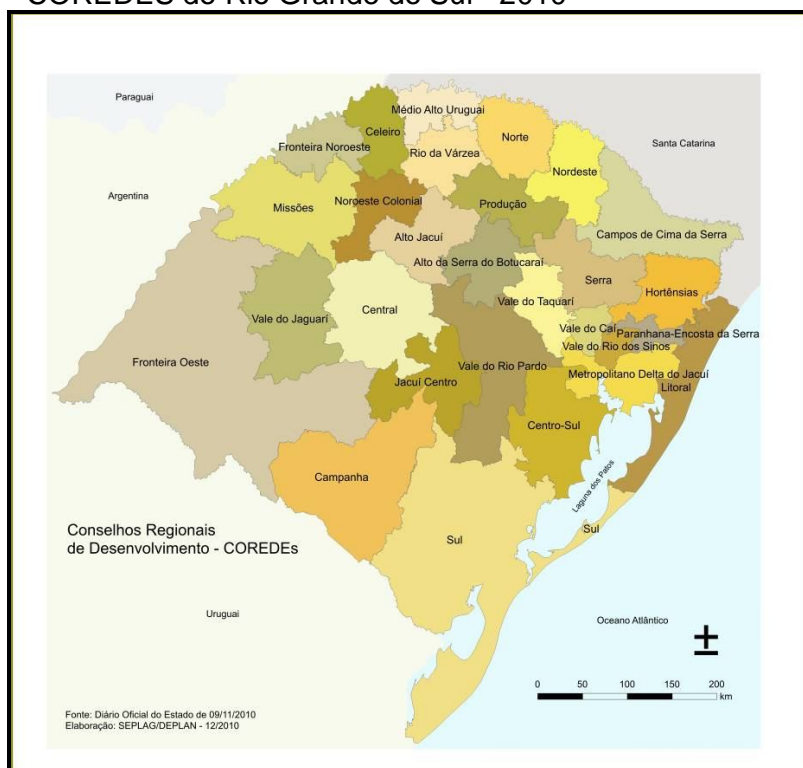 COREDES do Rio Grande do Sul - 2010
Paraguai
Médio Alto Uruguai
Celeiro
Norte
Fronteira Noroeste
Rio da Várzea
Santa Catarina
Nordeste
Argentina
Missões
Noroeste Colonial
Produção
Alto Jacuí
Campos de Cima da Serra
Alto da Serra do Botucaraí
Serra
Hortênsias
Vale do Taquari
Central
Vale do Jaguari
Vale do Caí
Paranhana-Encosta da Serra
Vale do Rio dos Sinos
Fronteira Oeste
Vale do Rio Pardo
Metropolitano Delta do Jacuí
Jacuí Centro
Litoral
Centro-Sul
Campanha
Laguna dos Patos
Conselhos Regionais
de Desenvolvimento - COREDEs
Sul
Sul
Uruguai
Oceano Atlântico
0 50 100 150 200
km
Fonte: Diário Oficial do Estado de 09/11/2010
Elaboração: SEPLAG/DEPLAN - 12/2010